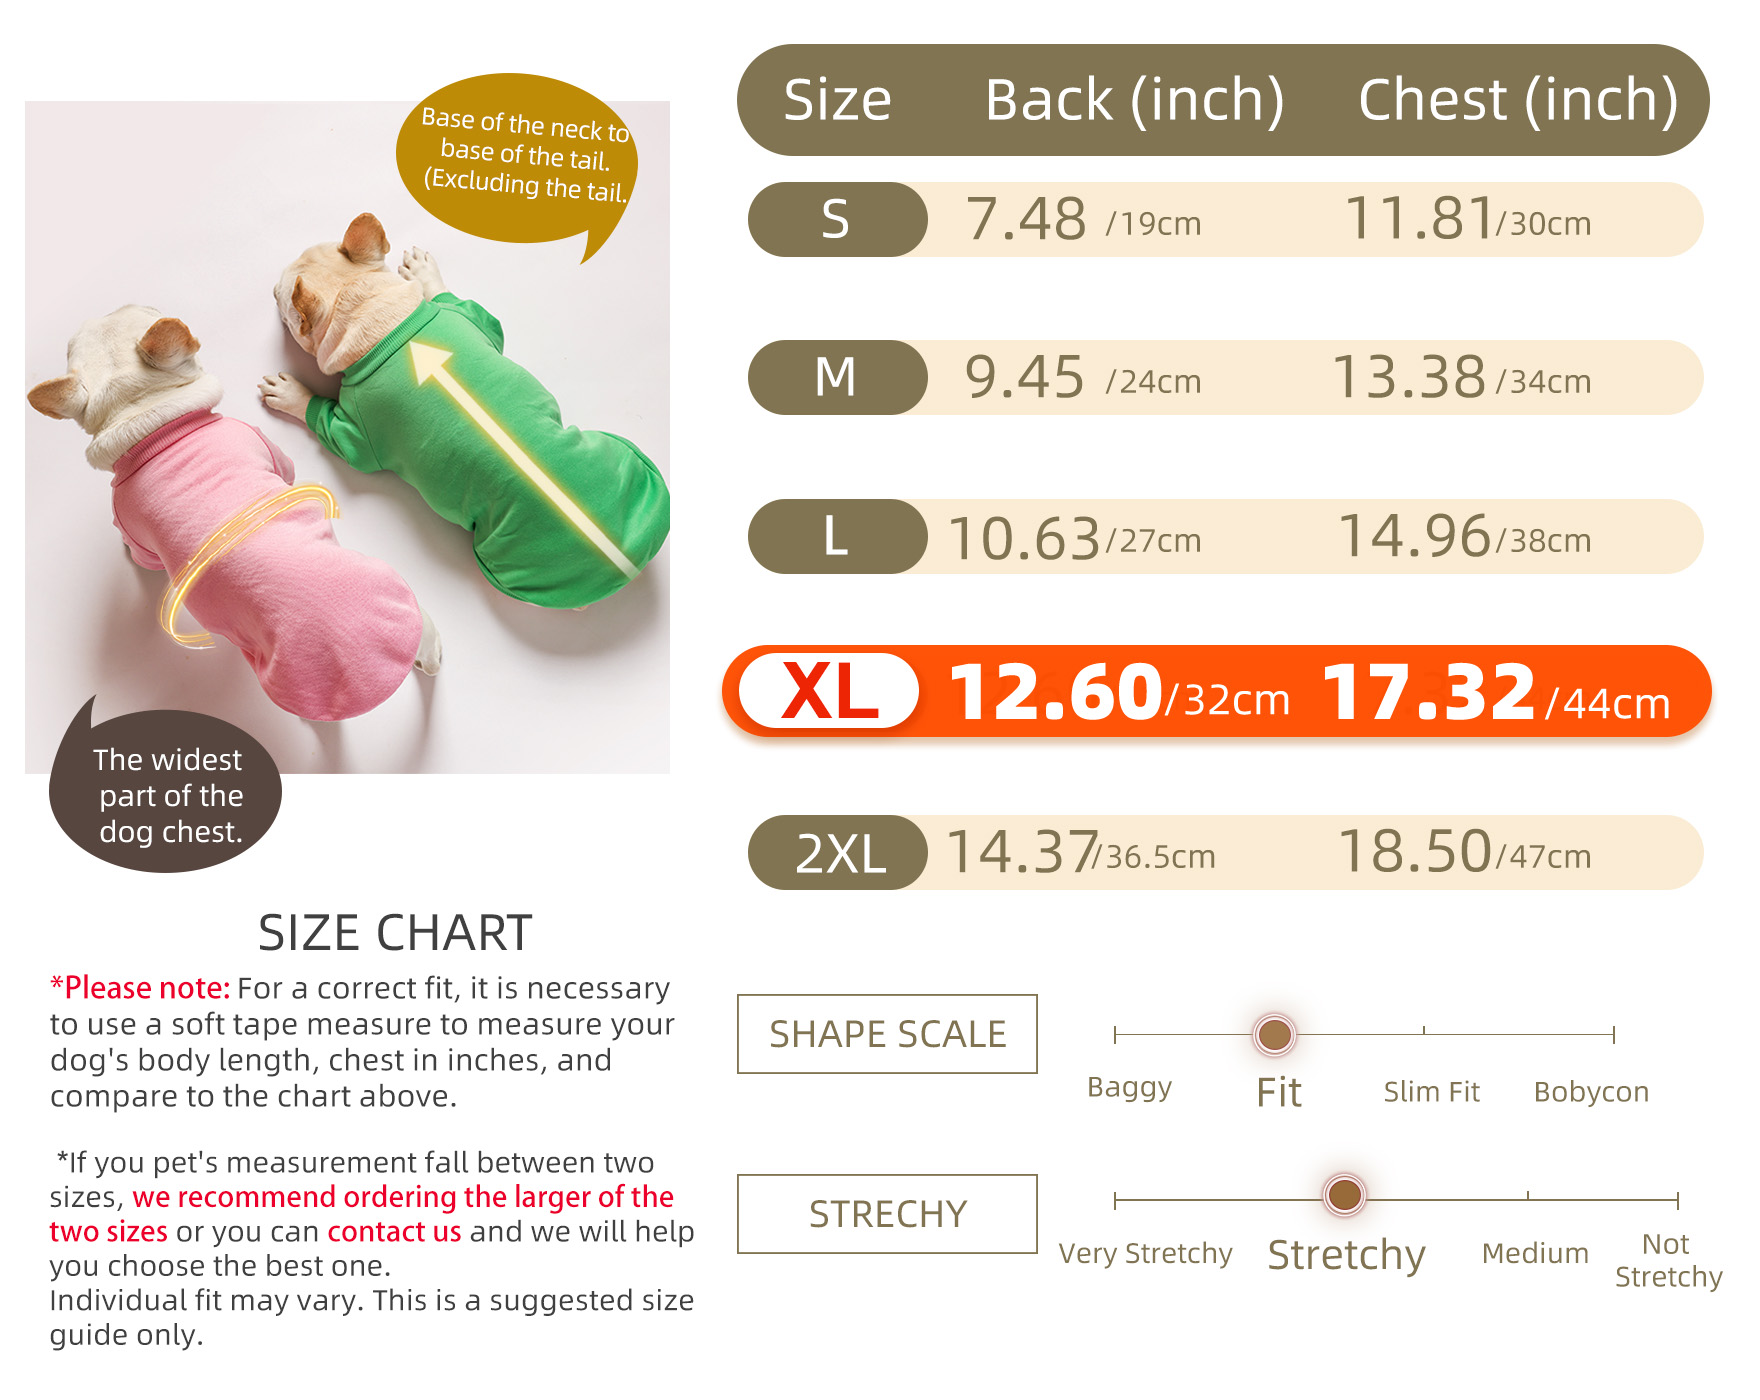 Base of the neck to
base of the tail.
(Excluding the tail.
The widest
part of the
dog chest.
SIZE CHART
*Please note: For a correct fit, it is necessary
to use a soft tape measure to measure your
dog's body length, chest in inches, and
compare to the chart above.
*If you pet's measurement fall between two
sizes, we recommend ordering the larger of the
two sizes or you can contact us and we will help
you choose the best one.
Individual fit may vary. This is a suggested size
guide only.
Size Back (inch) Chest (inch)
S 7.48 /19cm 11.81/30cm
M 9.45 /24cm 13.38/34cm
L 10.63/27cm 14.96/38cm
XL 12.60/32cm 17.32/44cm
2XL 14.37/36.5cm 18.50/47cm
SHAPE SCALE
Baggy Fit Slim Fit Bobycon
STRECHY
Very Stretchy Stretchy Medium Not
Stretchy